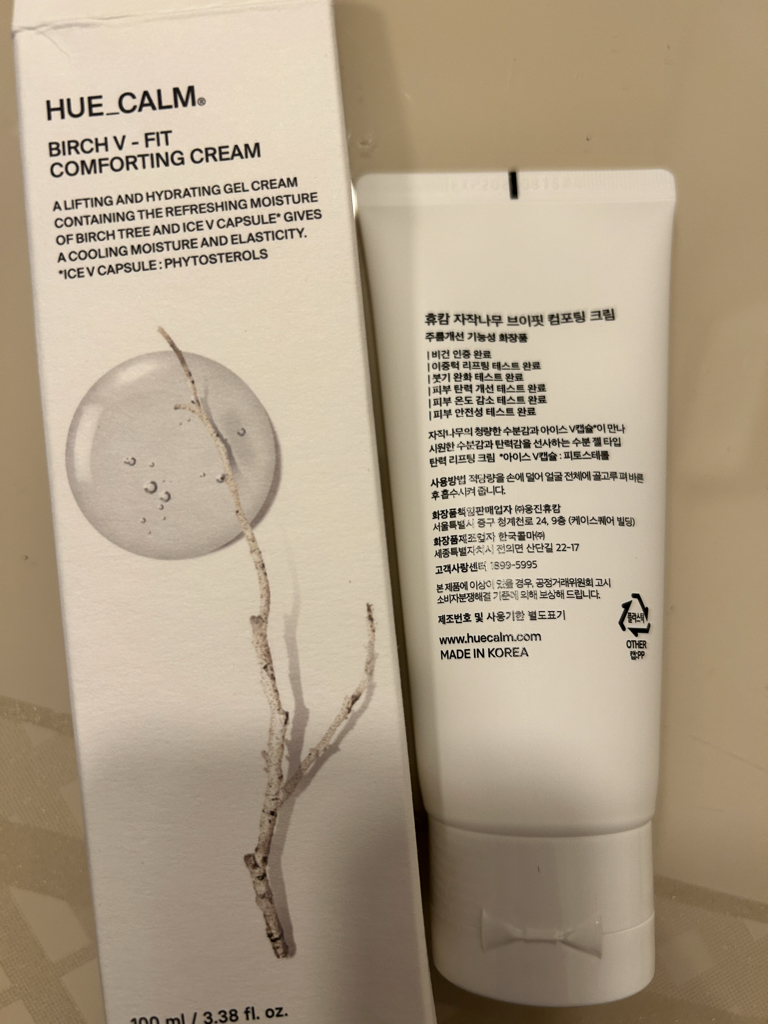 HUE_CALM®
BIRCH V - FIT
COMFORTING CREAM
A LIFTING AND HYDRATING GEL CREAM
CONTAINING THE REFRESHING MOISTURE
OF BIRCH TREE AND ICE V CAPSULE* GIVES
A COOLING MOISTURE AND ELASTICITY.
*ICE V CAPSULE : PHYTOSTEROLS
100 ml / 3.38 fl. oz.
휴캄 자작나무 브이핏 컴포팅 크림
주름개선 기능성 화장품
| 비건 인증 완료
| 이중턱 리프팅 테스트 완료
| 붓기 완화 테스트 완료
| 피부 탄력 개선 테스트 완료
| 피부 온도 감소 테스트 완료
| 피부 안전성 테스트 완료
자작나무의 청량한 수분감과 아이스 V캡슐*이 만나
시원한 수분감과 탄력감을 선사하는 수분 젤 타입
탄력 리프팅 크림 *아이스 V캡슐 : 피토스테롤
사용방법 적당량을 손에 덜어 얼굴 전체에 골고루 펴 바른
후 흡수시켜 줍니다.
화장품책임판매업자 ㈜웅진휴캄
서울특별시 중구 청계천로 24, 9층 (케이스퀘어 빌딩)
화장품제조업자 한국콜마㈜
세종특별자치시 전의면 산단길 22-17
고객사랑센터 1899-5995
본 제품에 이상이 있을 경우, 공정거래위원회 고시
소비자분쟁해결 기준에 의해 보상해 드립니다.
제조번호 및 사용기한 별도표기
www.huecalm.com
MADE IN KOREA
플라스틱
OTHER
캡:PP